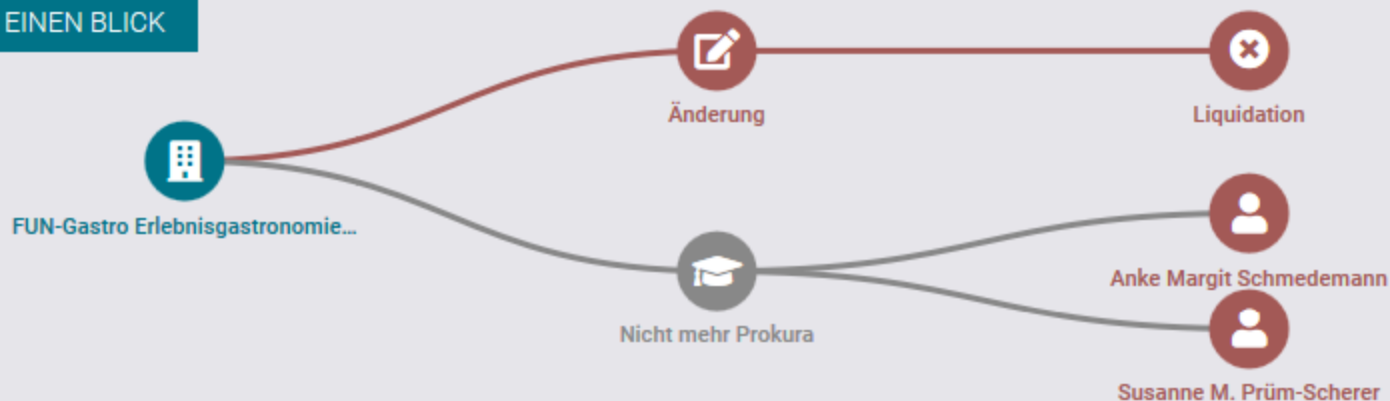 EINEN BLICK
Änderung
Liquidation
FUN-Gastro Erlebnisgastronomie...
Anke Margit Schmedemann
Nicht mehr Prokura
Susanne M. Prüm-Scherer